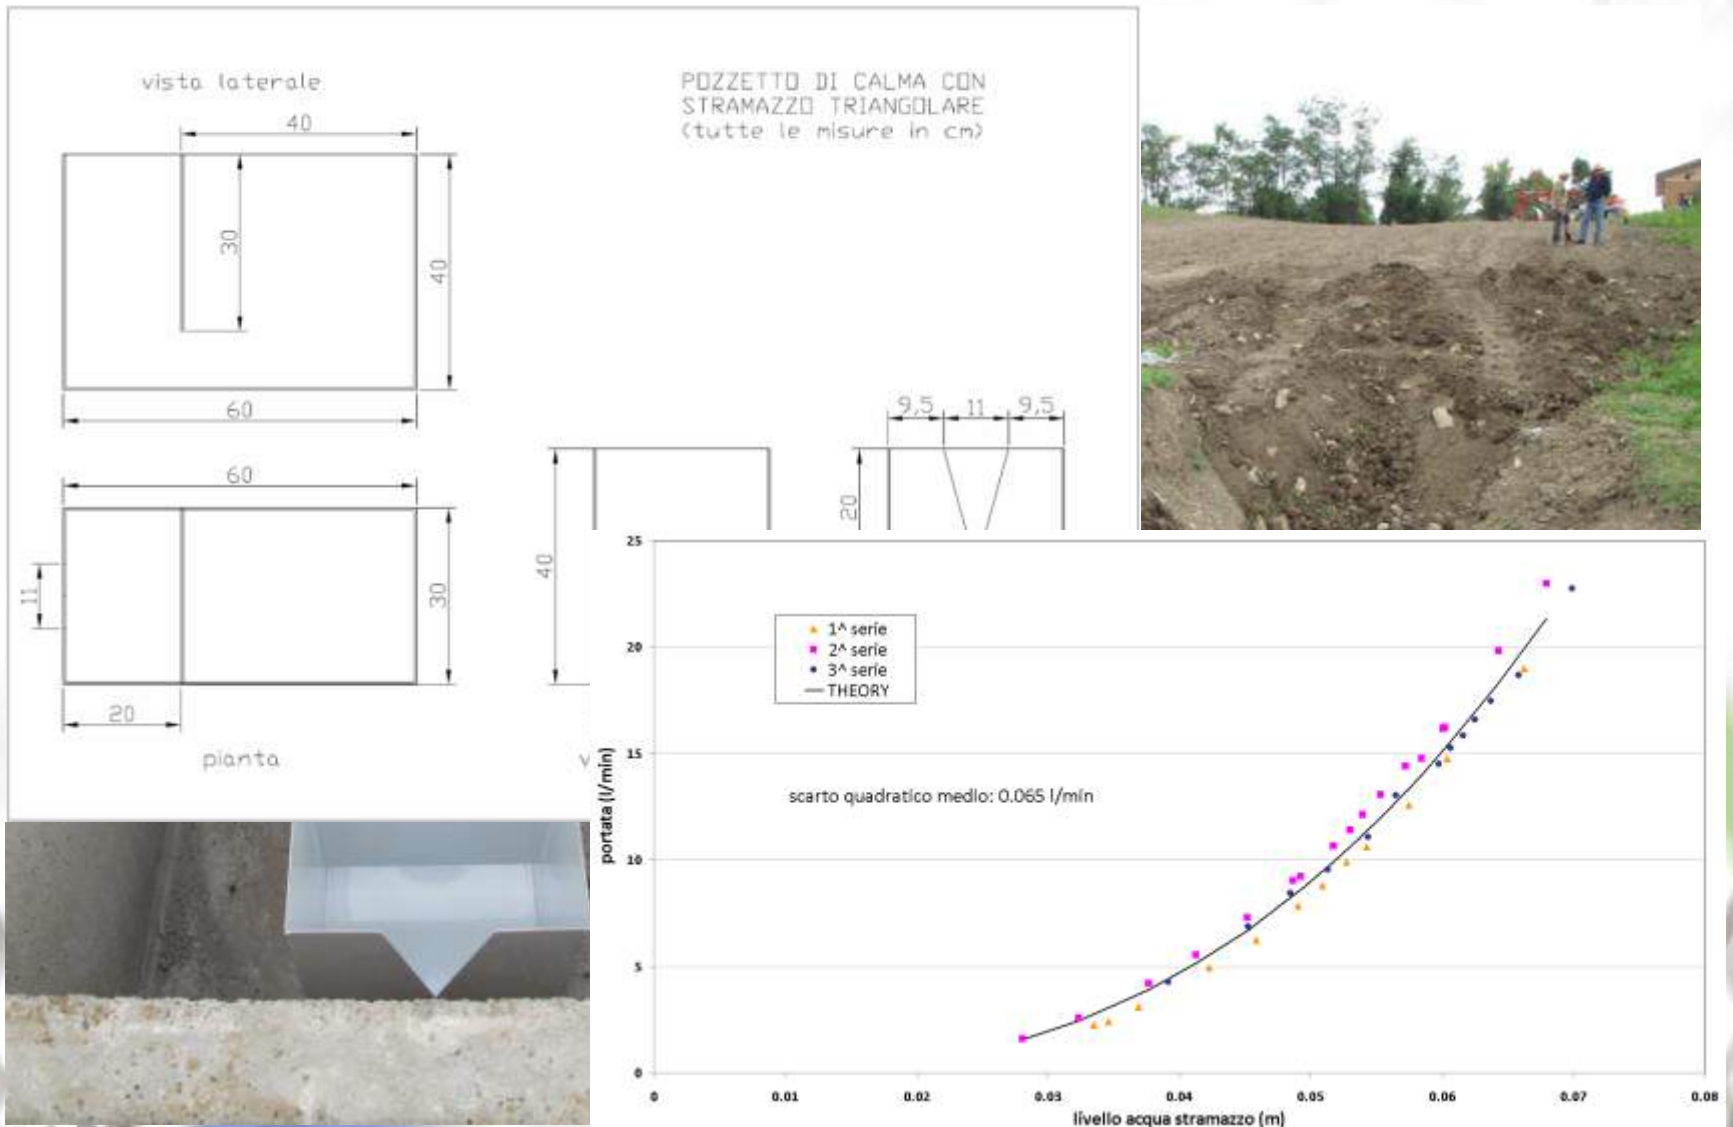 vista laterale
POZZETTO DI CALMA CON
STRAMAZZO TRIANGOLARE
(tutte le misure in cm)
40
30
40
60
9,5 11 9,5
60
20
11
30
40
20
pianta
25
20
15
10
5
0
1^ serie
2^ serie
3^ serie
THEORY
scarto quadratico medio: 0.065 l/min
portata (l/min)
0 0.01 0.02 0.03 0.04 0.05 0.06 0.07 0.08
livello acqua stramazzo (m)